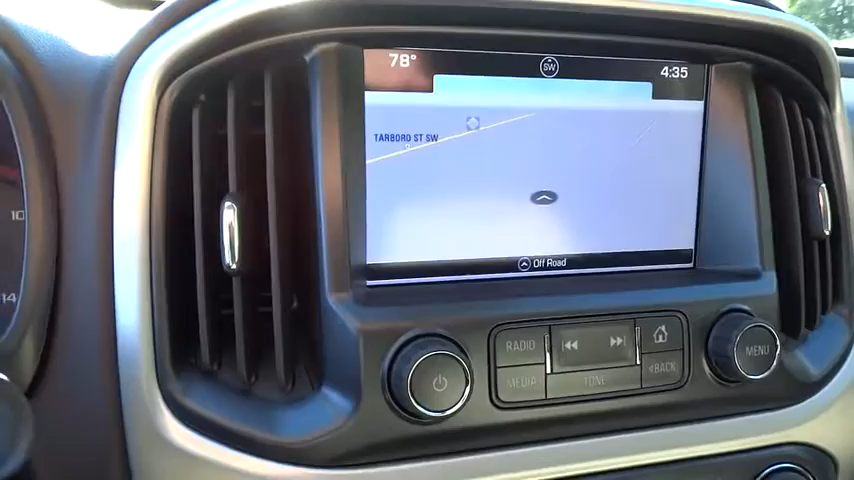 78°
SW
4:35
TARBORO ST SW
Off Road
RADIO
MEDIA
TONE
BACK
MENU
10
14